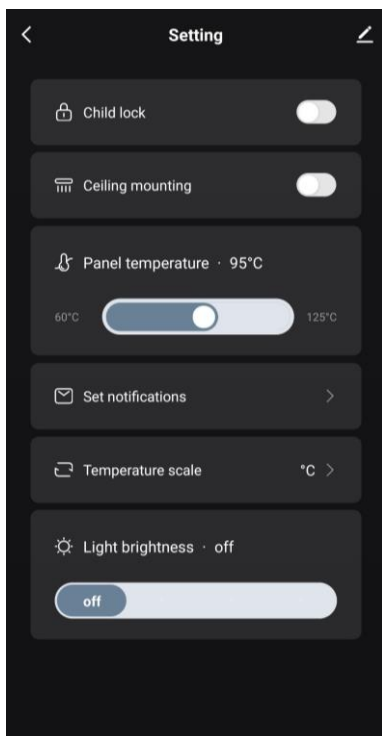 Setting
Child lock
Ceiling mounting
Panel temperature · 95°C
60°C 125°C
Set notifications
Temperature scale °C
Light brightness · off
off